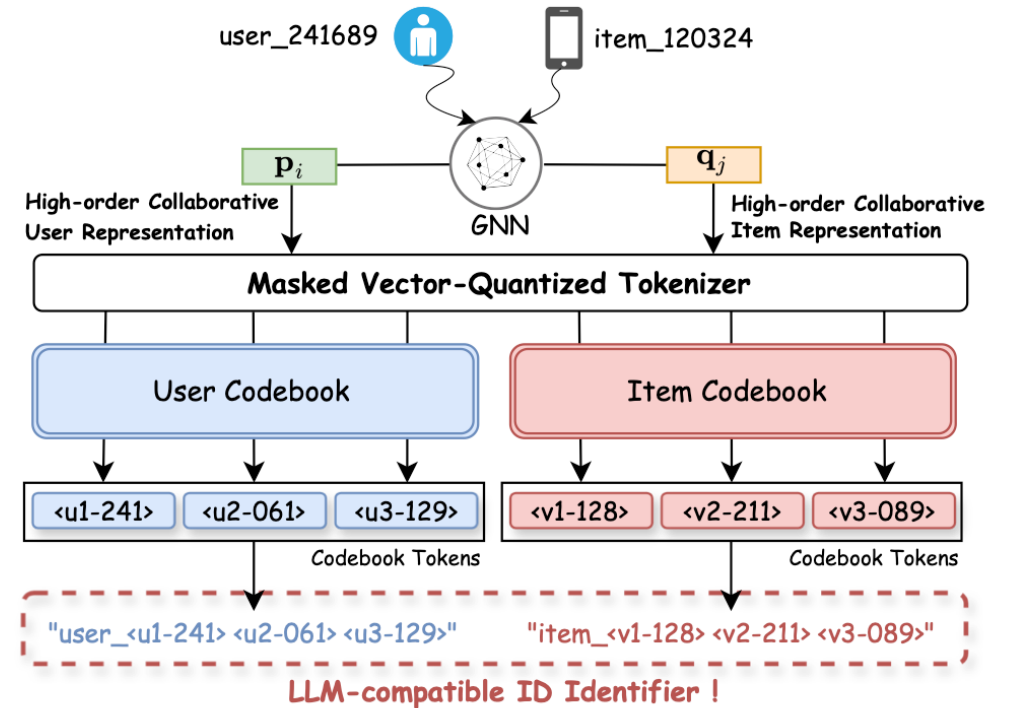 user_241689
item_120324
p_i
q_j
GNN
High-order Collaborative
User Representation
High-order Collaborative
Item Representation
Masked Vector-Quantized Tokenizer
User Codebook
Item Codebook
<u1-241> <u2-061> <u3-129>
<v1-128> <v2-211> <v3-089>
Codebook Tokens
Codebook Tokens
"user_<u1-241> <u2-061> <u3-129>"
"item_<v1-128> <v2-211> <v3-089>"
LLM-compatible ID Identifier !